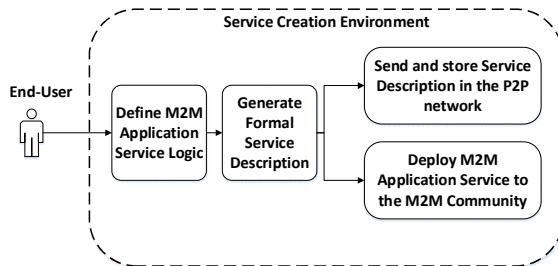 Service Creation Environment
End-User
Define M2M
Application
Service Logic
Generate
Formal
Service
Description
Send and store Service
Description in the P2P
network
Deploy M2M
Application Service to
the M2M Community